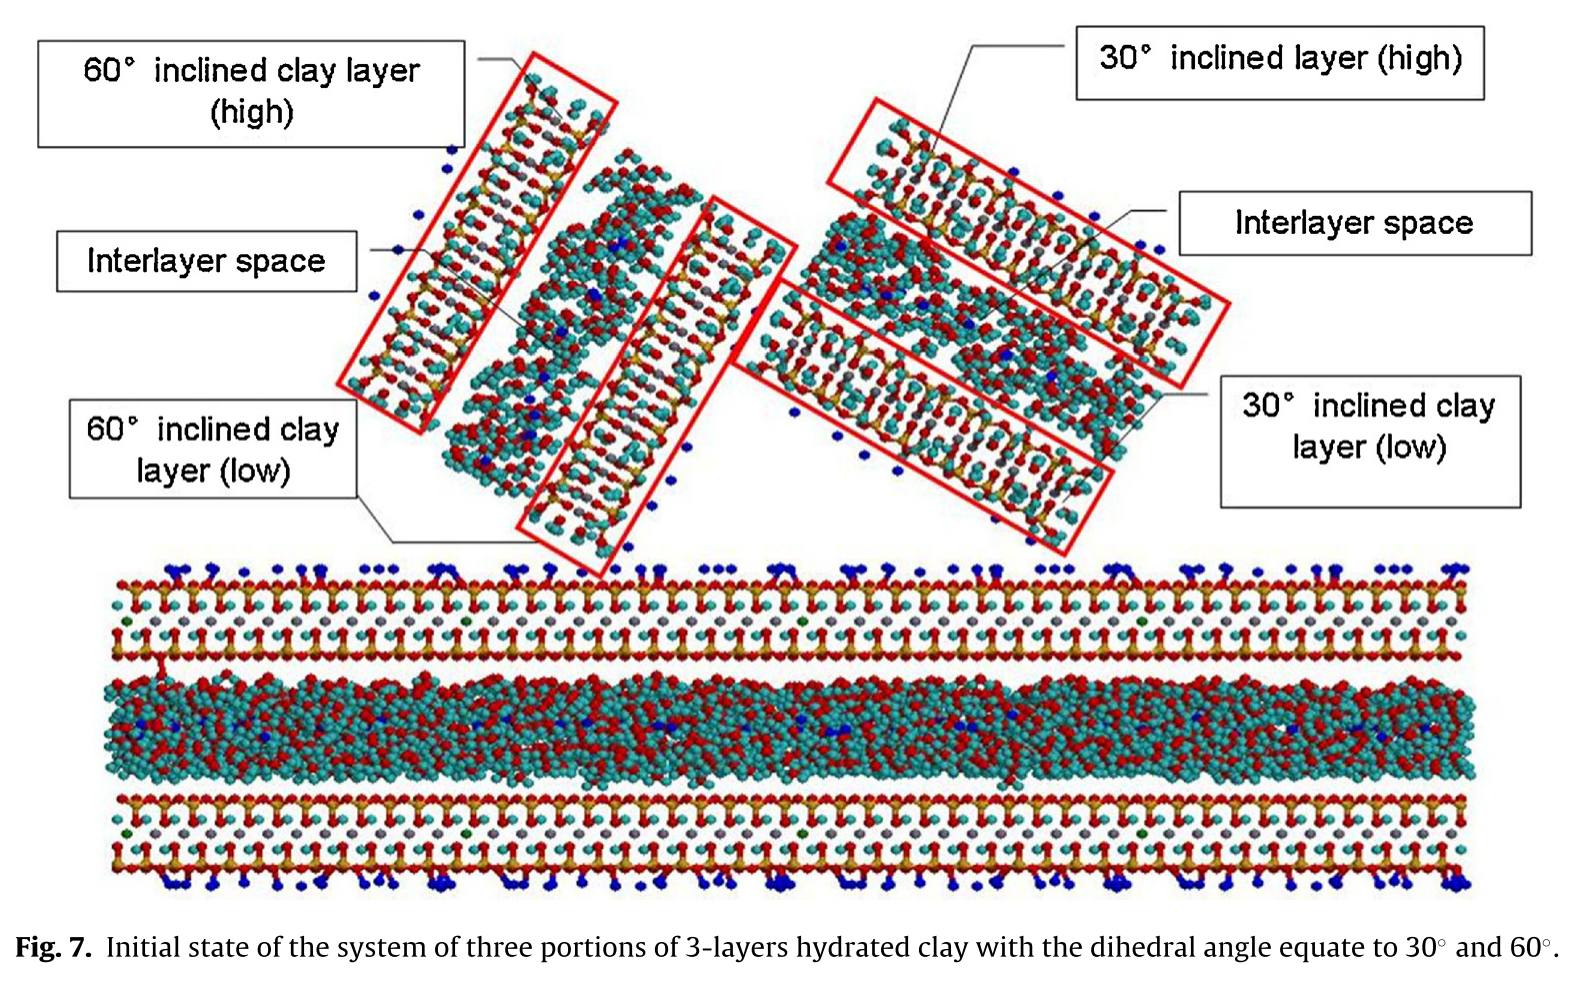 60° inclined clay layer
(high)
30° inclined layer (high)
Interlayer space
Interlayer space
60° inclined clay
layer (low)
30° inclined clay
layer (low)
Fig. 7. Initial state of the system of three portions of 3-layers hydrated clay with the dihedral angle equate to 30° and 60°.